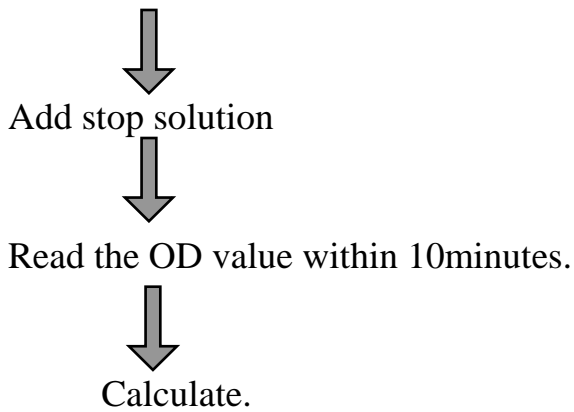 Add stop solution
Read the OD value within 10minutes.
Calculate.